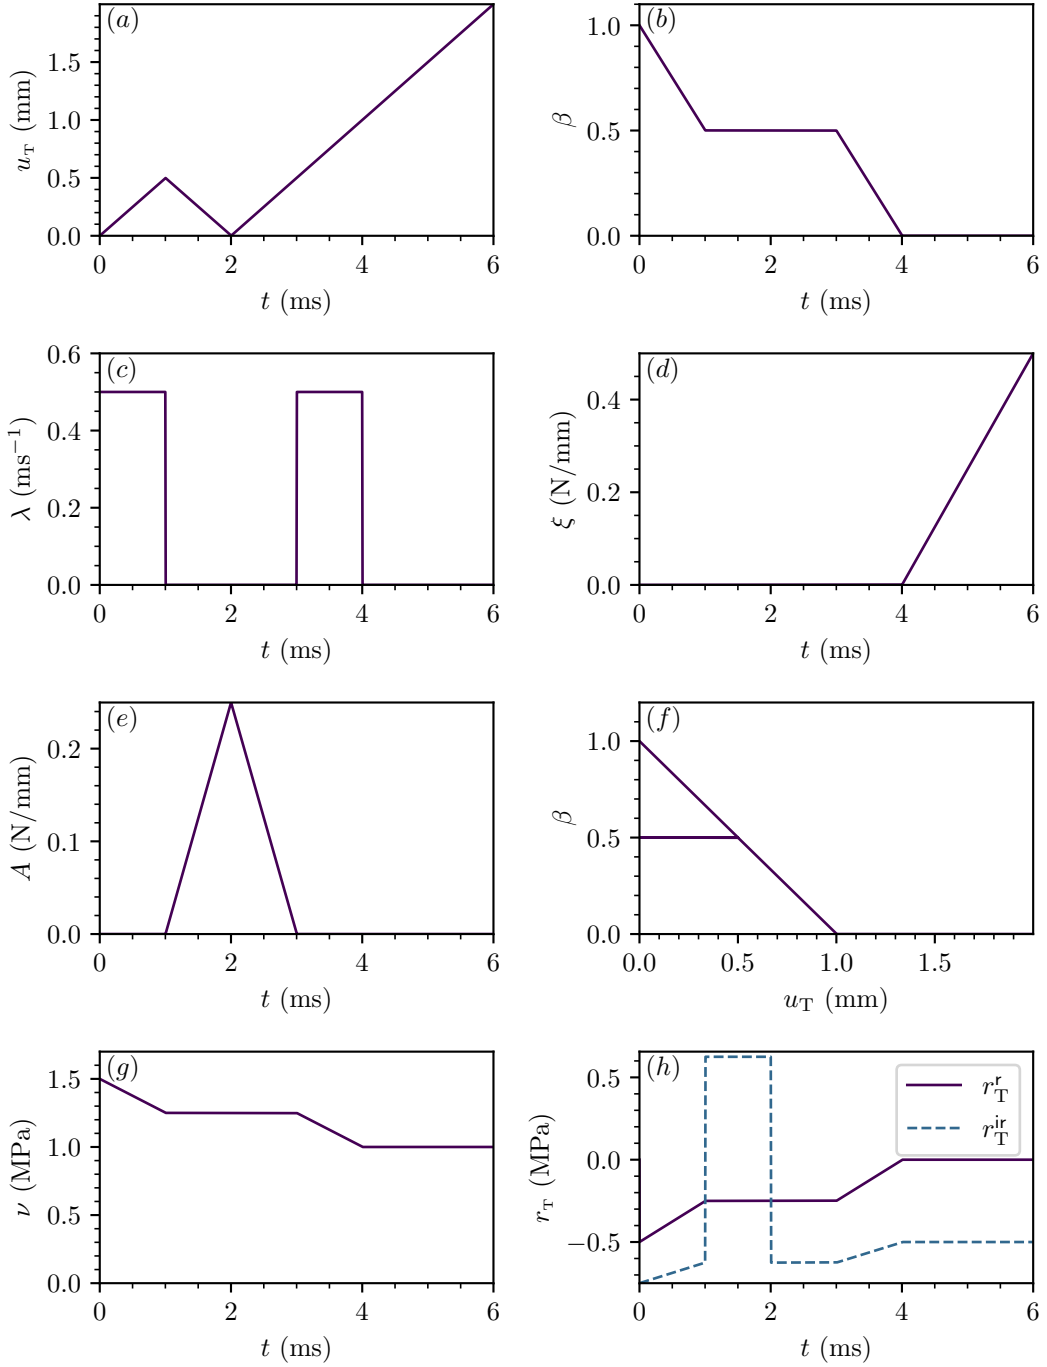 (a)
u_T (mm)
0.0 0.5 1.0 1.5
0 2 4 6
t (ms)
(b)
β
0.0 0.5 1.0
0 2 4 6
t (ms)
(c)
λ (ms⁻¹)
0.0 0.2 0.4 0.6
0 2 4 6
t (ms)
(d)
ξ (N/mm)
0.0 0.2 0.4
0 2 4 6
t (ms)
(e)
A (N/mm)
0.0 0.1 0.2
0 2 4 6
t (ms)
(f)
β
0.0 0.5 1.0
0.0 0.5 1.0 1.5
u_T (mm)
(g)
ν (MPa)
0.0 0.5 1.0 1.5
0 2 4 6
t (ms)
(h)
r_T (MPa)
−0.5 0.0 0.5
r_T^r
r_T^ir
0 2 4 6
t (ms)